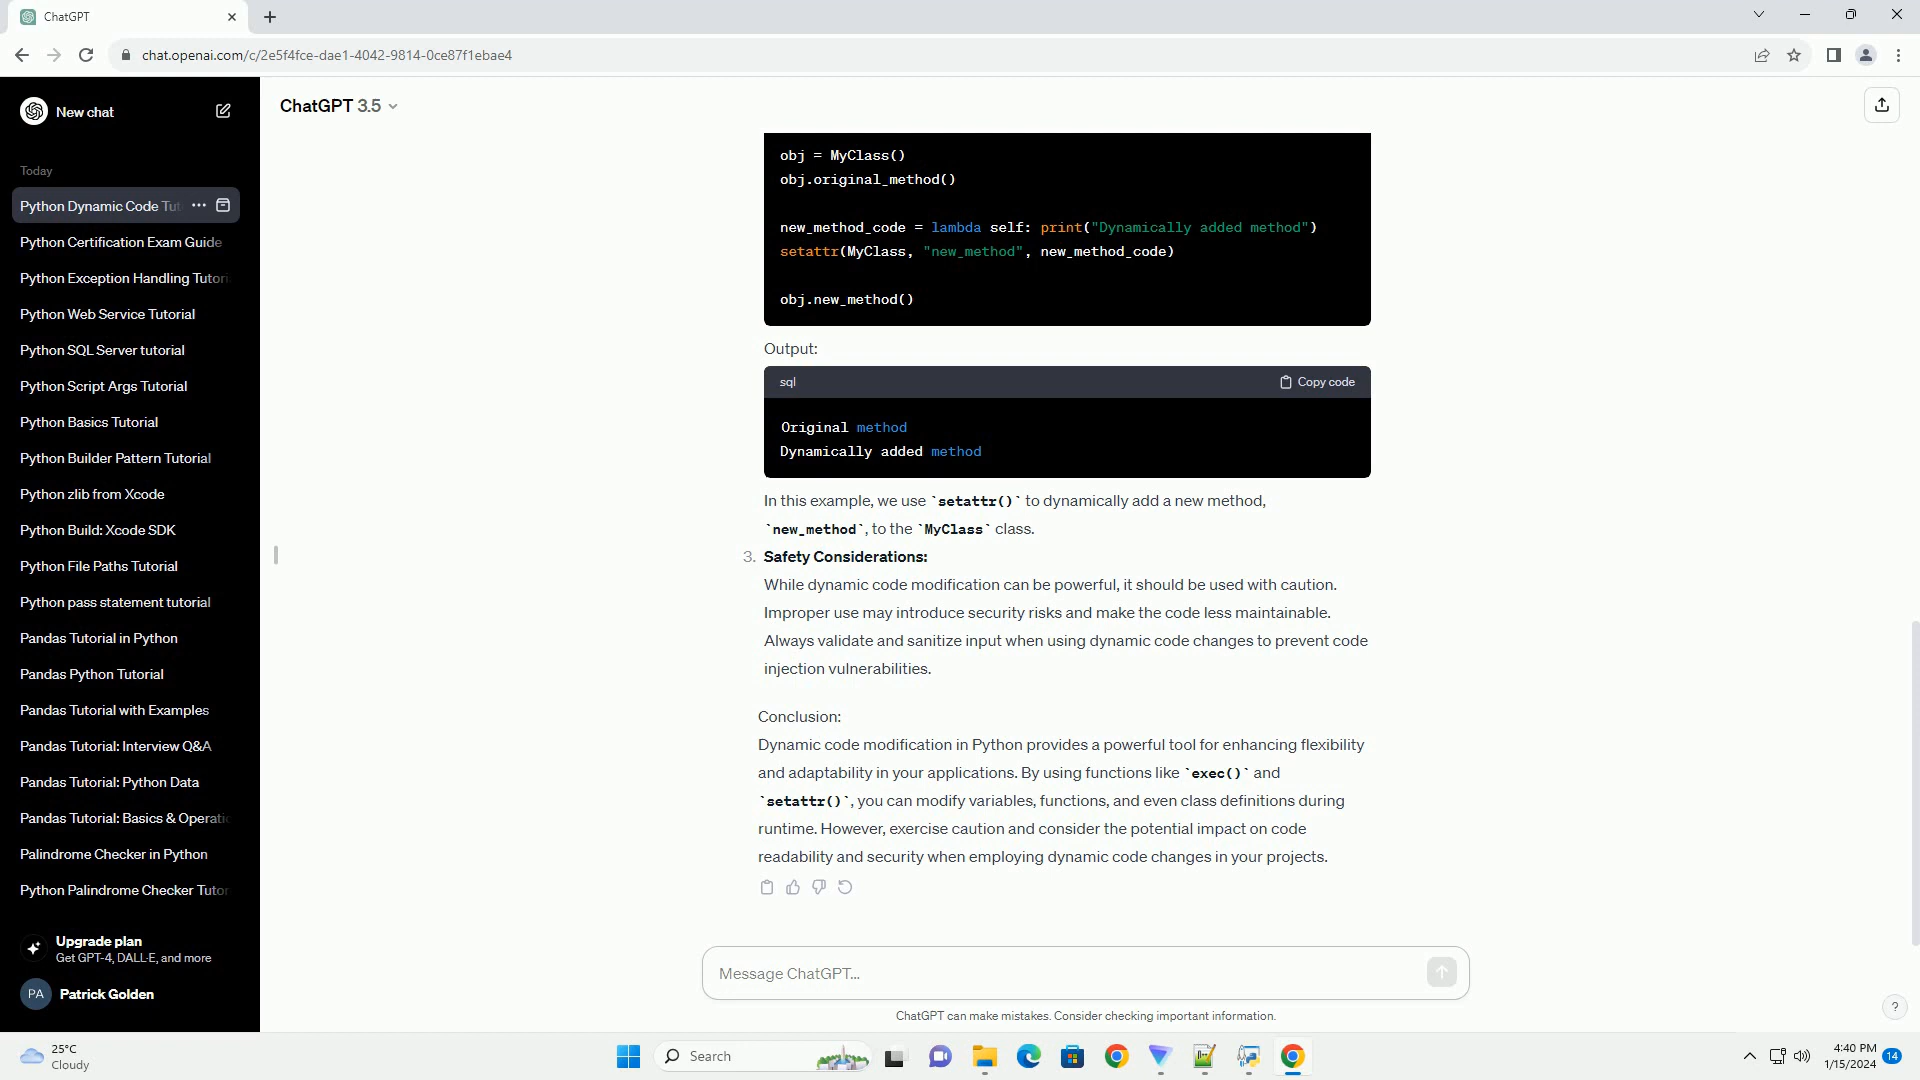 ChatGPT
chat.openai.com/c/2e5f4fce-dae1-4042-9814-0ce87f1ebae4
New chat
ChatGPT 3.5
Today
Python Dynamic Code Tut
Python Certification Exam Guide
Python Exception Handling Tutori
Python Web Service Tutorial
Python SQL Server tutorial
Python Script Args Tutorial
Python Basics Tutorial
Python Builder Pattern Tutorial
Python zlib from Xcode
Python Build: Xcode SDK
Python File Paths Tutorial
Python pass statement tutorial
Pandas Tutorial in Python
Pandas Python Tutorial
Pandas Tutorial with Examples
Pandas Tutorial: Interview Q&A
Pandas Tutorial: Python Data
Pandas Tutorial: Basics & Operatio
Palindrome Checker in Python
Python Palindrome Checker Tutor
Upgrade plan
Get GPT-4, DALL·E, and more
PA
Patrick Golden
obj = MyClass()
obj.original_method()
new_method_code = lambda self: print("Dynamically added method")
setattr(MyClass, "new_method", new_method_code)
obj.new_method()
Output:
sql
Copy code
Original method
Dynamically added method
In this example, we use `setattr()` to dynamically add a new method,
`new_method`, to the `MyClass` class.
3. Safety Considerations:
While dynamic code modification can be powerful, it should be used with caution.
Improper use may introduce security risks and make the code less maintainable.
Always validate and sanitize input when using dynamic code changes to prevent code
injection vulnerabilities.
Conclusion:
Dynamic code modification in Python provides a powerful tool for enhancing flexibility
and adaptability in your applications. By using functions like `exec()` and
`setattr()`, you can modify variables, functions, and even class definitions during
runtime. However, exercise caution and consider the potential impact on code
readability and security when employing dynamic code changes in your projects.
Message ChatGPT...
ChatGPT can make mistakes. Consider checking important information.
?
25°C
Cloudy
Search
4:40 PM
1/15/2024
14